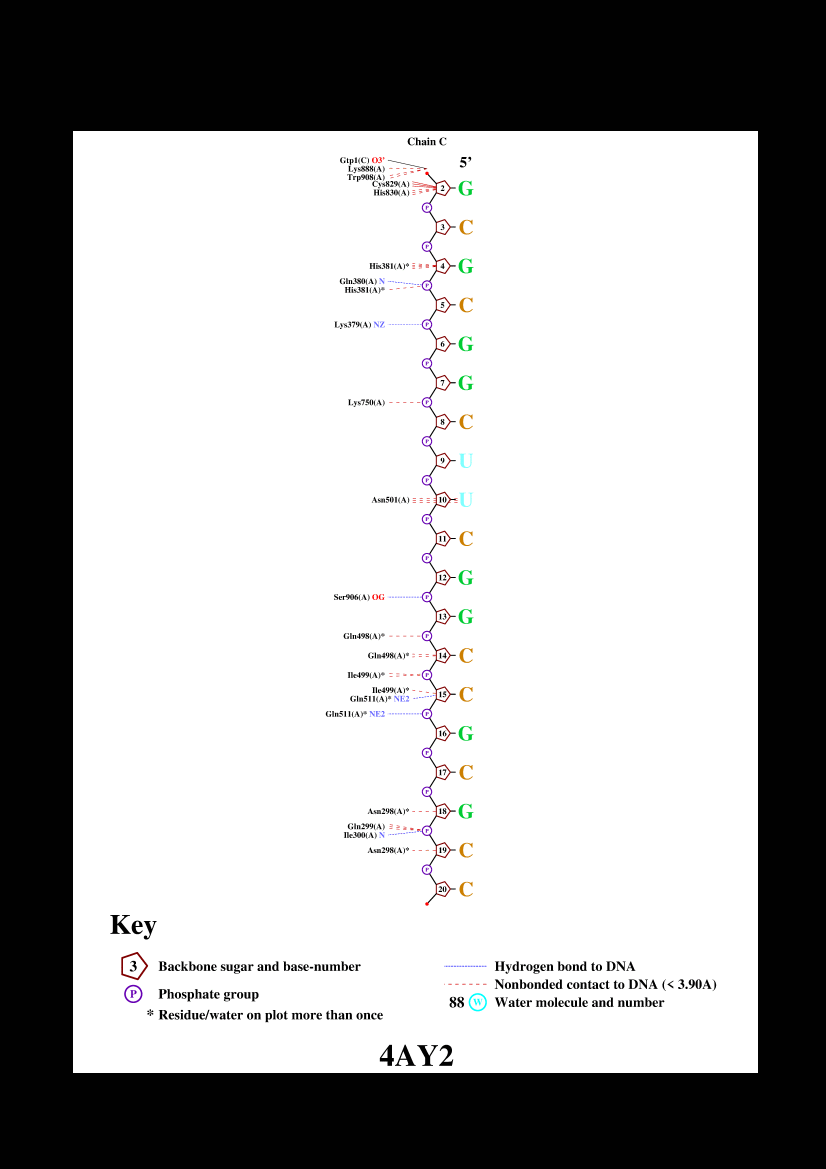 Chain C
5’
Gtp1(C) O3'
Lys888(A)
Trp908(A)
Cys829(A)
His830(A)
2 G
P
3 C
P
His381(A)* 4 G
Gln380(A) N
P
His381(A)*
5 C
Lys379(A) NZ P
6 G
P
7 G
Lys750(A) P
8 C
P
9 U
P
Asn501(A) 10 U
P
11 C
P
12 G
Ser906(A) OG P
13 G
Gln498(A)* P
Gln498(A)* 14 C
Ile499(A)* P
Ile499(A)*
15 C
Gln511(A)* NE2
Gln511(A)* NE2 P
16 G
P
17 C
P
Asn298(A)* 18 G
Gln299(A)
P
Ile300(A) N
Asn298(A)* 19 C
P
20 C
Key
3 Backbone sugar and base-number
P Phosphate group
* Residue/water on plot more than once
Hydrogen bond to DNA
Nonbonded contact to DNA (< 3.90A)
88 W Water molecule and number
4AY2